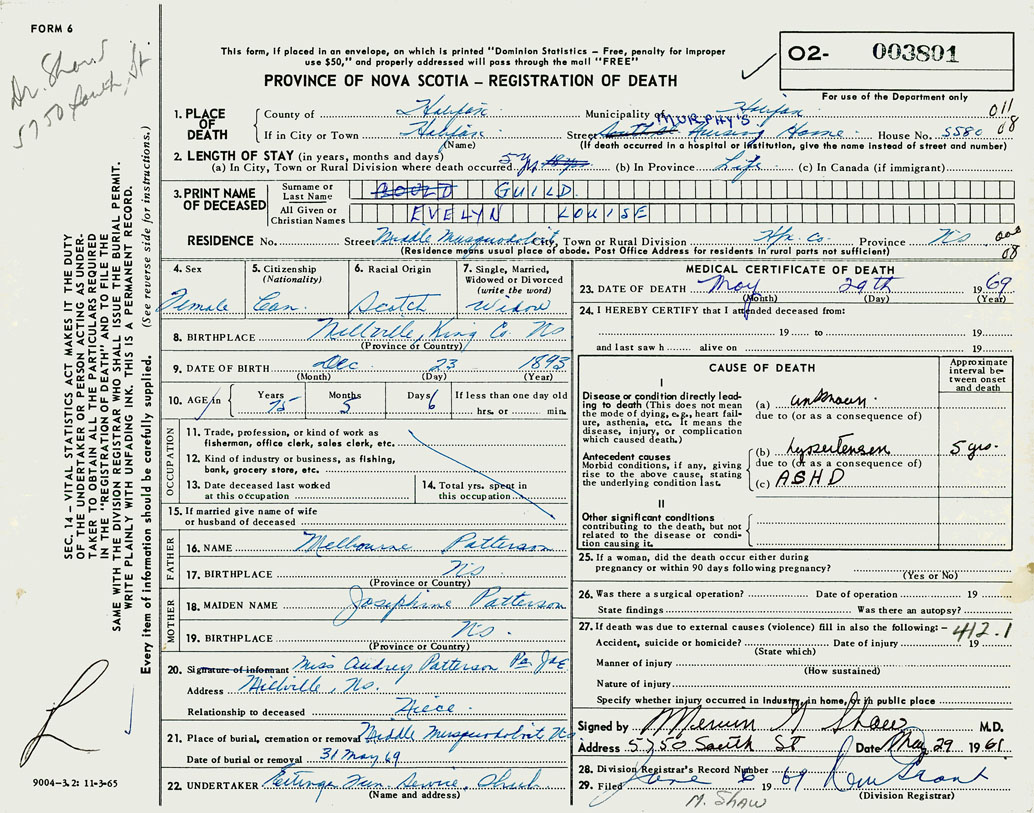 FORM 6
Dr. Shaw
5750 South St.
This form, if placed in an envelope, on which is printed "Dominion Statistics – Free, penalty for improper
use $50," and properly addressed will pass through the mail "FREE"
PROVINCE OF NOVA SCOTIA – REGISTRATION OF DEATH
02- 003801
For use of the Department only
SEC. 14 – VITAL STATISTICS ACT MAKES IT THE DUTY
OF THE UNDERTAKER OR PERSON ACTING AS UNDER-
TAKER TO OBTAIN ALL THE PARTICULARS REQUIRED
IN THE "REGISTRATION OF DEATH" AND TO FILE THE
SAME WITH THE DIVISION REGISTRAR WHO SHALL ISSUE THE BURIAL PERMIT.
WRITE PLAINLY WITH UNFADING INK. THIS IS A PERMANENT RECORD.
Every item of information should be carefully supplied. (See reverse side for instructions.)
1. PLACE OF DEATH
County of Halifax Municipality of Halifax 011
If in City or Town Halifax Street MURPHY'S Nursing Home House No. 5580 08
(Name) (If death occurred in a hospital or institution, give the name instead of street and number)
2. LENGTH OF STAY (in years, months and days)
(a) In City, Town or Rural Division where death occurred 5 (b) In Province Life (c) In Canada (if immigrant)
3. PRINT NAME OF DECEASED
Surname or Last Name GUILD
All Given or Christian Names EVELYN LOUISE
RESIDENCE No. Street Middle Musquodoboit City, Town or Rural Division Hfx. Co. Province NS 08
(Residence means usual place of abode. Post Office Address for residents in rural parts not sufficient)
4. Sex 5. Citizenship (Nationality) 6. Racial Origin 7. Single, Married, Widowed or Divorced (write the word)
Female Can. Scotch Widow
8. BIRTHPLACE Millville, King Co. NS
(Province or Country)
9. DATE OF BIRTH Dec 23 1893
(Month) (Day) (Year)
10. AGE in Years 75 Months 5 Days 6 If less than one day old
hrs. or min.
OCCUPATION
11. Trade, profession or kind of work as
fisherman, office clerk, sales clerk, etc.
12. Kind of industry or business, as fishing,
bank, grocery store, etc.
13. Date deceased last worked
at this occupation
14. Total yrs. spent in
this occupation
15. If married give name of wife
or husband of deceased
FATHER
16. NAME Melbourne Patterson
17. BIRTHPLACE NS
(Province or Country)
MOTHER
18. MAIDEN NAME Josephine Patterson
19. BIRTHPLACE NS.
(Province or Country)
20. Signature of informant Miss Audrey Patterson Per
Address Millville, NS.
Relationship to deceased Niece
21. Place of burial, cremation or removal Middle Musquodoboit NS
Date of burial or removal 31 May 69
22. UNDERTAKER
(Name and address)
9004–3.2: 11-3-65
MEDICAL CERTIFICATE OF DEATH
23. DATE OF DEATH May 29th 1969
(Month) (Day) (Year)
24. I HEREBY CERTIFY that I attended deceased from:
19 to 19
and last saw h alive on 19
CAUSE OF DEATH
Approximate interval between onset and death
I
Disease or condition directly lead-
ing to death (This does not mean
the mode of dying, e.g., heart fail-
ure, asthenia, etc. It means the
disease, injury, or complication
which caused death.)
(a) unknown
due to (or as a consequence of)
Antecedent causes
Morbid conditions, if any, giving
rise to the above cause, stating
the underlying condition last.
(b) hypertension 5 yrs.
due to (or as a consequence of)
(c) ASHD
II
Other significant conditions
contributing to the death, but not
related to the disease or condi-
tion causing it.
25. If a woman, did the death occur either during
pregnancy or within 90 days following pregnancy?
(Yes or No)
26. Was there a surgical operation? Date of operation 19
State findings Was there an autopsy?
27. If death was due to external causes (violence) fill in also the following: – 412.1
Accident, suicide or homicide? Date of injury 19
(State which)
Manner of injury
(How sustained)
Nature of injury
Specify whether injury occurred in industry, in home, or in public place
Signed by Mervin G Shaw M.D.
Address 5750 South St Date May 29 1969
28. Division Registrar's Record Number
29. Filed June 6 19 69
(Division Registrar)
M. SHAW